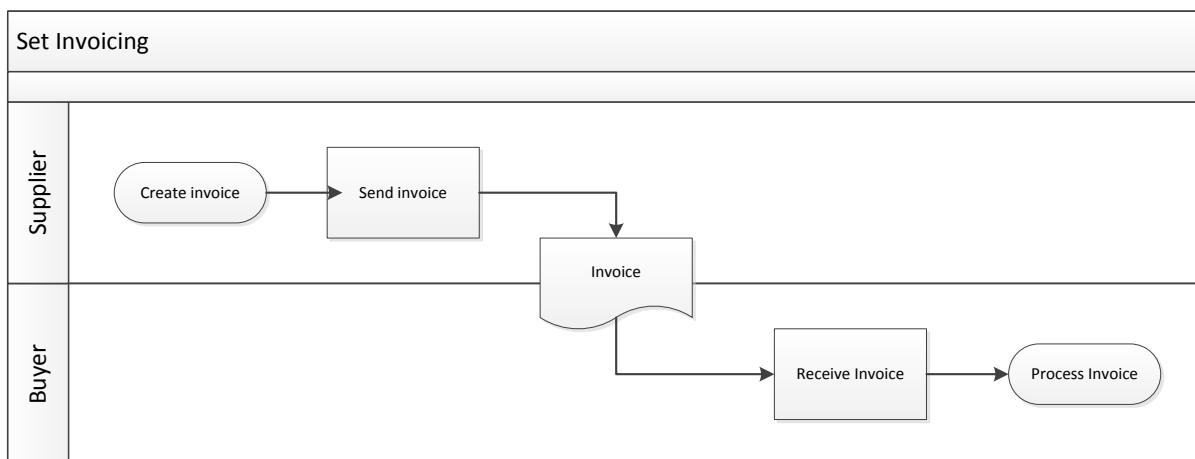 Set Invoicing
Supplier
Create invoice
Send invoice
Invoice
Buyer
Receive Invoice
Process Invoice